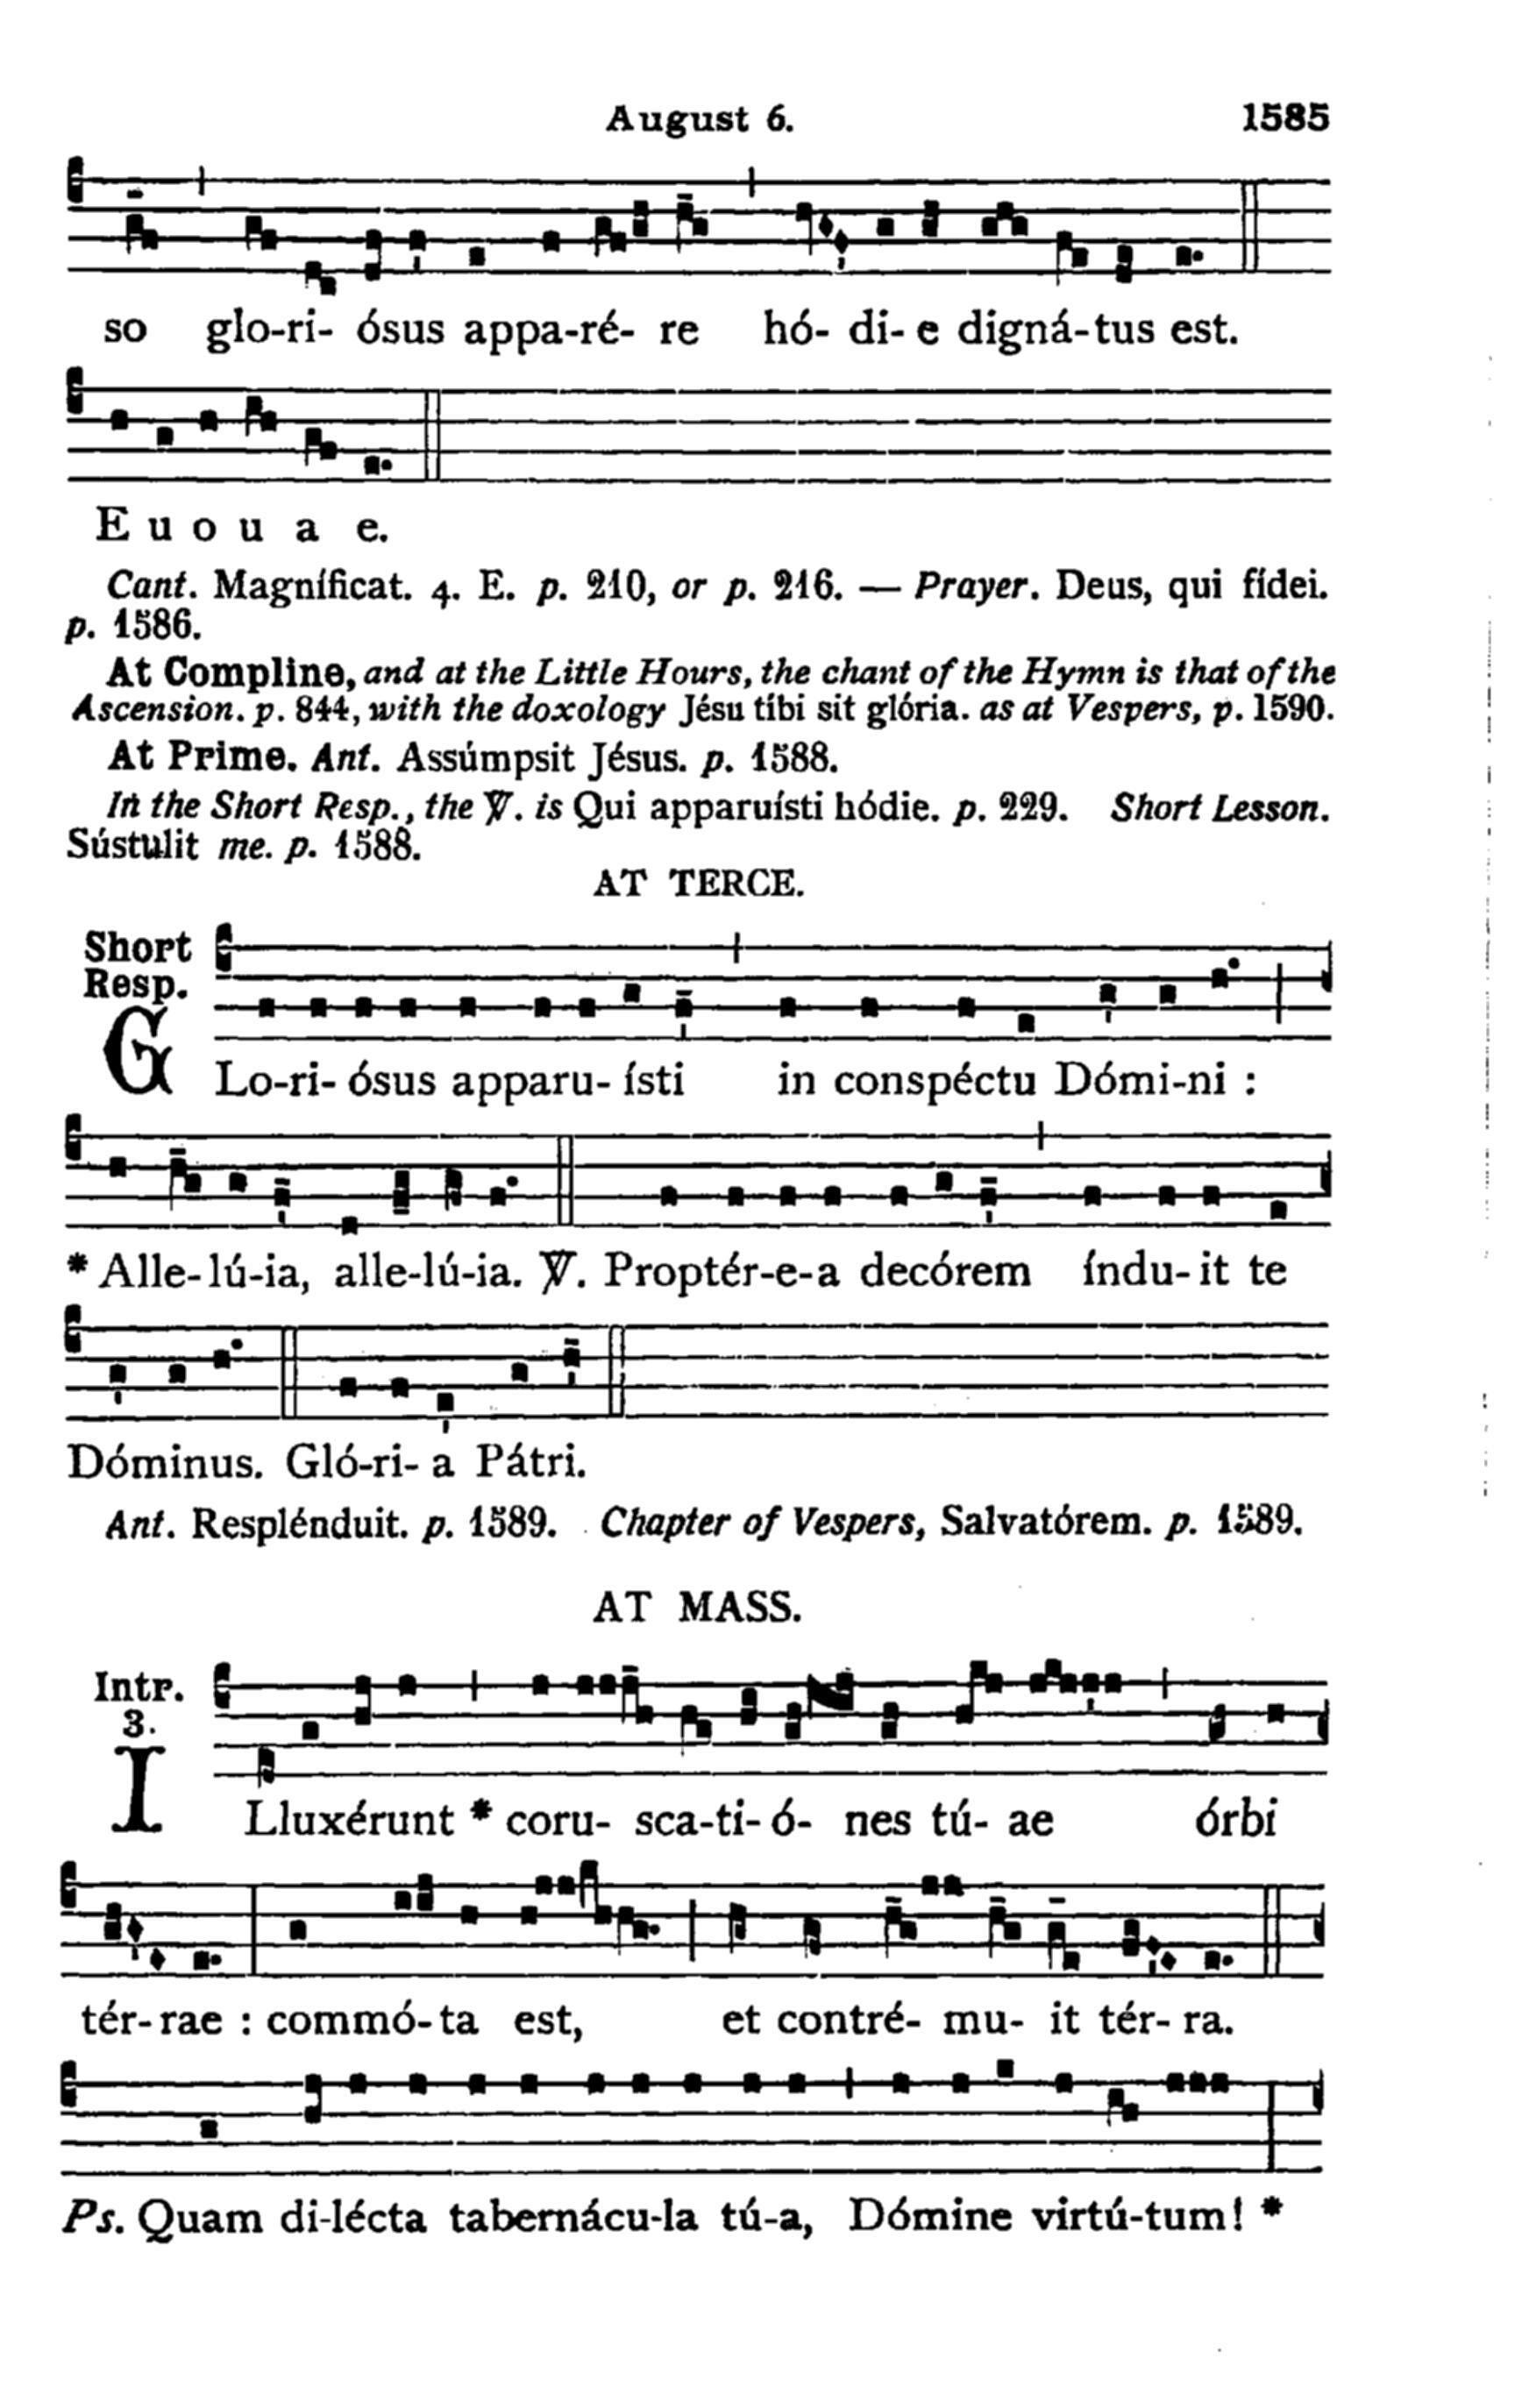 August 6. 1585
so glo-ri- ósus appa-ré- re hó- di- e digná-tus est.
E u o u a e.
Cant. Magníficat. 4. E. p. 210, or p. 216. — Prayer. Deus, qui fídei.
p. 1586.
At Compline, and at the Little Hours, the chant of the Hymn is that of the
Ascension. p. 844, with the doxology Jésu tíbi sit glória. as at Vespers, p. 1590.
At Prime. Ant. Assúmpsit Jésus. p. 1588.
In the Short Resp., the ℣. is Qui apparuísti hódie. p. 229. Short Lesson.
Sústulit me. p. 1588.
AT TERCE.
Short
Resp.
GLo-ri- ósus apparu- ísti in conspéctu Dómi-ni :
* Alle- lú-ia, alle-lú-ia. ℣. Proptér-e-a decórem índu- it te
Dóminus. Gló-ri- a Pátri.
Ant. Resplénduit. p. 1589. Chapter of Vespers, Salvatórem. p. 1589.
AT MASS.
Intr.
3.
ILluxérunt * coru- sca-ti- ó- nes tú- ae órbi
tér- rae : commó-ta est, et contré- mu- it tér- ra.
Ps. Quam di-lécta tabernácu-la tú-a, Dómine virtú-tum! *